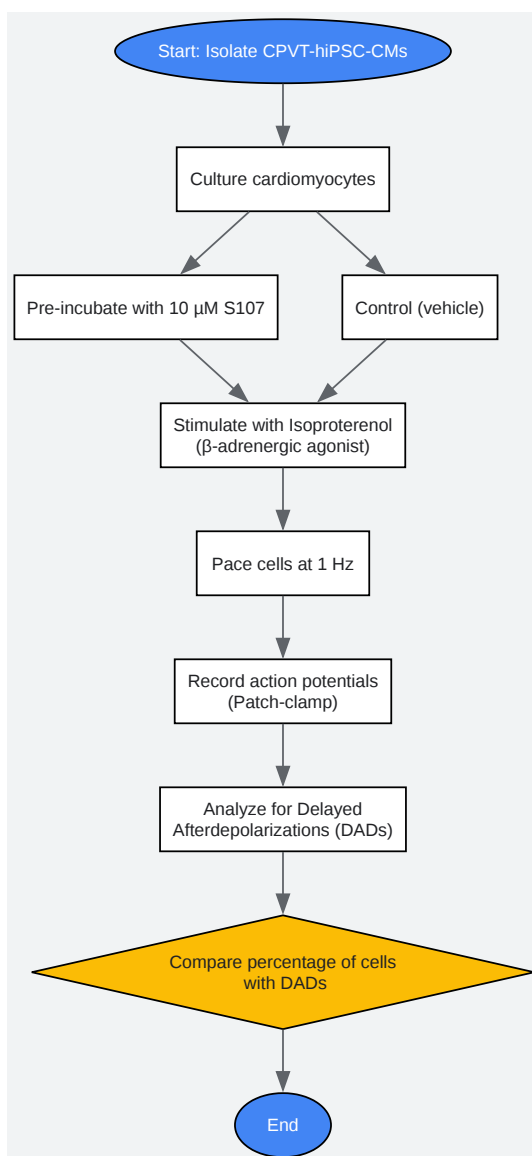 Start: Isolate CPVT-hiPSC-CMs
Culture cardiomyocytes
Pre-incubate with 10 µM S107
Control (vehicle)
Stimulate with Isoproterenol
(β-adrenergic agonist)
Pace cells at 1 Hz
Record action potentials
(Patch-clamp)
Analyze for Delayed
Afterdepolarizations (DADs)
Compare percentage of cells
with DADs
End